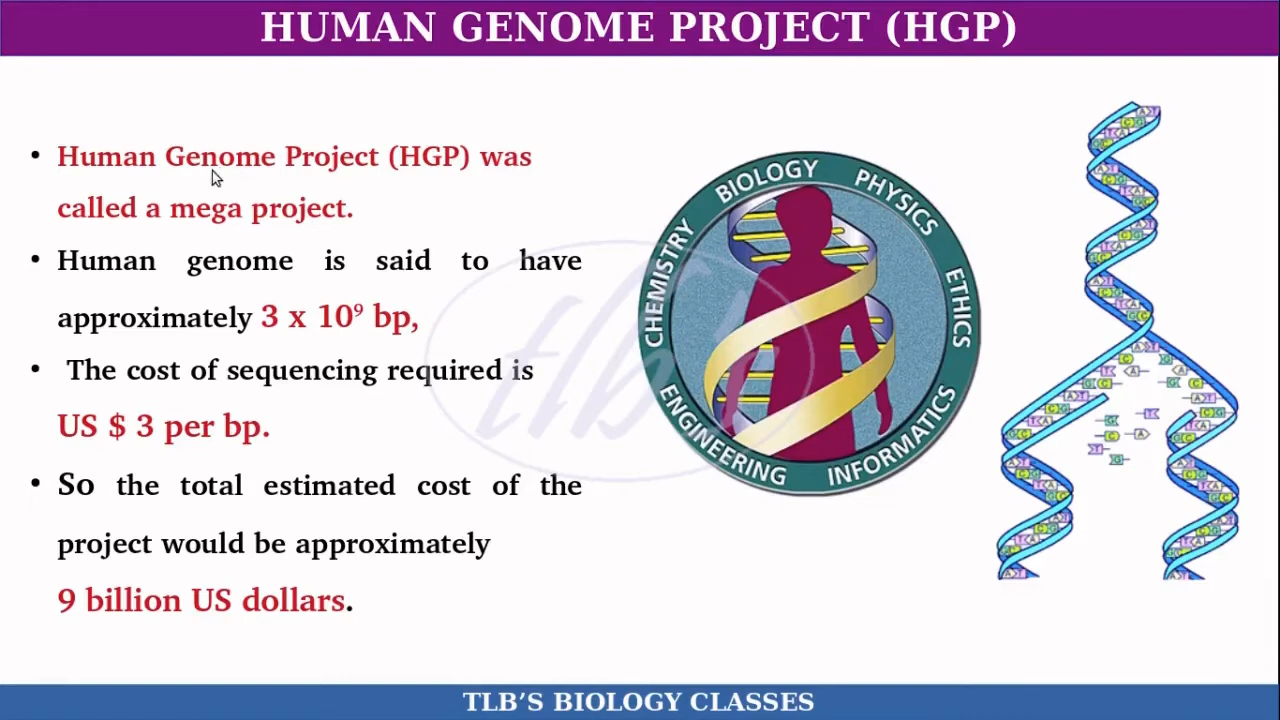 HUMAN GENOME PROJECT (HGP)
• Human Genome Project (HGP) was
called a mega project.
• Human genome is said to have
approximately 3 x 10⁹ bp,
• The cost of sequencing required is
US $ 3 per bp.
• So the total estimated cost of the
project would be approximately
9 billion US dollars.
CHEMISTRY BIOLOGY PHYSICS ETHICS INFORMATICS ENGINEERING
tlb's
TLB'S BIOLOGY CLASSES